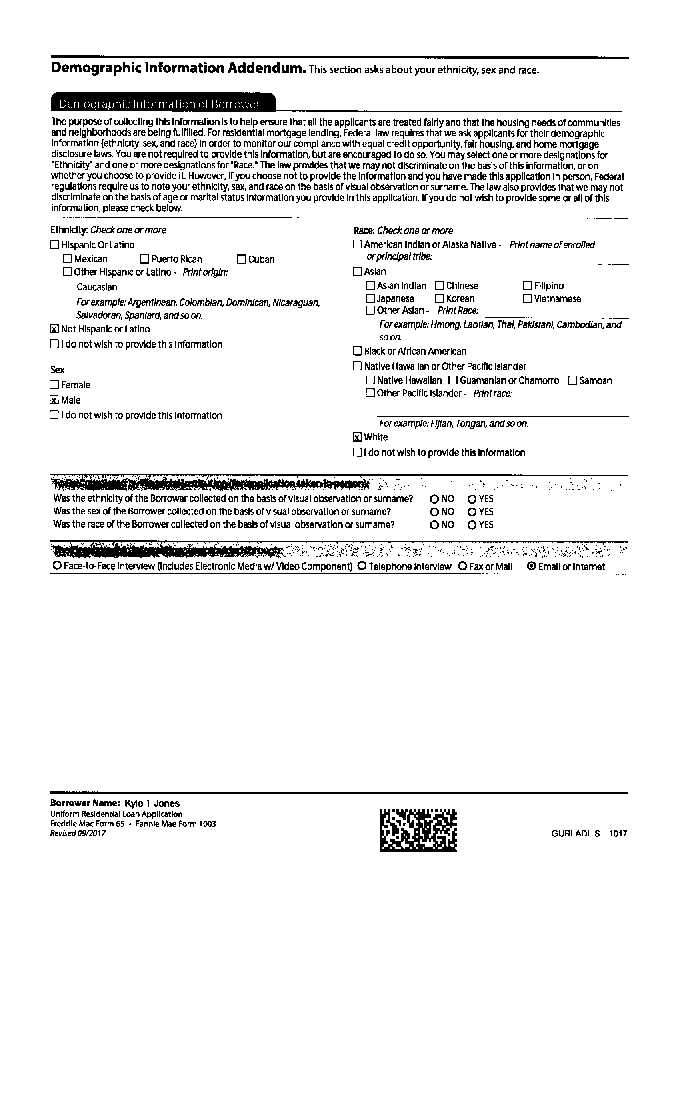 Demographic Information Addendum. This section asks about your ethnicity, sex and race.
Demographic Information of Borrower
The purpose of collecting this information is to help ensure that all the applicants are treated fairly and that the housing needs of communities
and neighborhoods are being fulfilled. For residential mortgage lending, Federal law requires that we ask applicants for their demographic
information (ethnicity, sex, and race) in order to monitor our compliance with equal credit opportunity, fair housing, and home mortgage
disclosure laws. You are not required to provide this information, but are encouraged to do so. You may select one or more designations for
"Ethnicity" and one or more designations for "Race." The law provides that we may not discriminate on the basis of this information, or on
whether you choose to provide it. However, if you choose not to provide the information and you have made this application in person, Federal
regulations require us to note your ethnicity, sex, and race on the basis of visual observation or surname. The law also provides that we may not
discriminate on the basis of age or marital status information you provide in this application. If you do not wish to provide some or all of this
information, please check below.
Ethnicity: Check one or more
Hispanic Or Latino
Mexican Puerto Rican Cuban
Other Hispanic or Latino - Print origin:
Caucasian
For example: Argentinean, Colombian, Dominican, Nicaraguan,
Salvadoran, Spaniard, and so on.
Not Hispanic or Latino
I do not wish to provide this information
Sex
Female
Male
I do not wish to provide this information
Race: Check one or more
American Indian or Alaska Native - Print name of enrolled
or principal tribe:
Asian
Asian Indian Chinese Filipino
Japanese Korean Vietnamese
Other Asian - Print Race:
For example: Hmong, Laotian, Thai, Pakistani, Cambodian, and
so on.
Black or African American
Native Hawaiian or Other Pacific Islander
Native Hawaiian Guamanian or Chamorro Samoan
Other Pacific Islander - Print race:
For example: Fijian, Tongan, and so on.
White
I do not wish to provide this information
Was the ethnicity of the Borrower collected on the basis of visual observation or surname? NO YES
Was the sex of the Borrower collected on the basis of visual observation or surname? NO YES
Was the race of the Borrower collected on the basis of visual observation or surname? NO YES
Face-to-Face Interview (Includes Electronic Media w/ Video Component) Telephone Interview Fax or Mail Email or Internet
Borrower Name: Kyle T Jones
Uniform Residential Loan Application
Freddie Mac Form 65 • Fannie Mae Form 1003
Revised 09/2017
1017